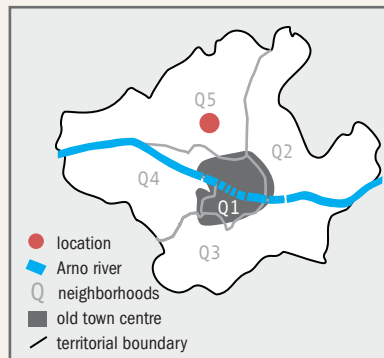 Q5
Q2
Q4
Q1
Q3
location
Arno river
Q neighborhoods
old town centre
territorial boundary